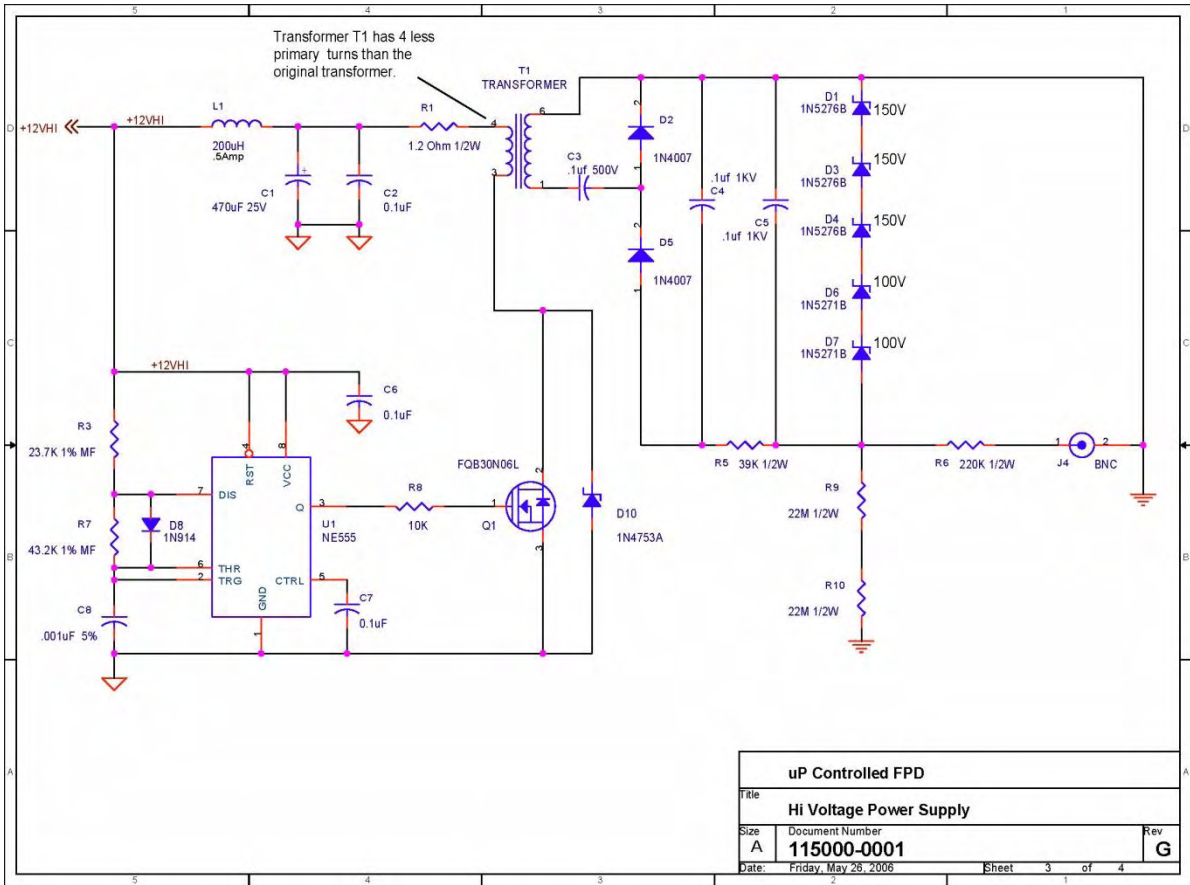 5
4
3
2
1
Transformer T1 has 4 less
primary turns than the
original transformer.
T1
TRANSFORMER
D
D
+12VHI
+12VHI
L1
200uH
.5Amp
R1
1.2 Ohm 1/2W
4
3
6
1
C1
470uF 25V
+
C2
0.1uF
C3
.1uf 500V
2
D2
1N4007
1
2
D5
1N4007
1
.1uf 1KV
C4
C5
.1uf 1KV
D1
1N5276B
150V
D3
1N5276B
150V
D4
1N5276B
150V
D6
1N5271B
100V
D7
1N5271B
100V
C
C
+12VHI
C6
0.1uF
R3
23.7K 1% MF
R7
43.2K 1% MF
D8
1N914
C8
.001uF 5%
4
8
RST
VCC
7
DIS
Q
3
6
THR
2
TRG
CTRL
5
GND
1
U1
NE555
R8
10K
C7
0.1uF
FQB30N06L
2
1
Q1
3
D10
1N4753A
R5
39K 1/2W
R6
220K 1/2W
1
2
J4
BNC
R9
22M 1/2W
R10
22M 1/2W
B
B
A
A
uP Controlled FPD
Title
Hi Voltage Power Supply
Size
A
Document Number
115000-0001
Rev
G
Date:
Friday, May 26, 2006
Sheet
3 of 4
5
4
3
2
1